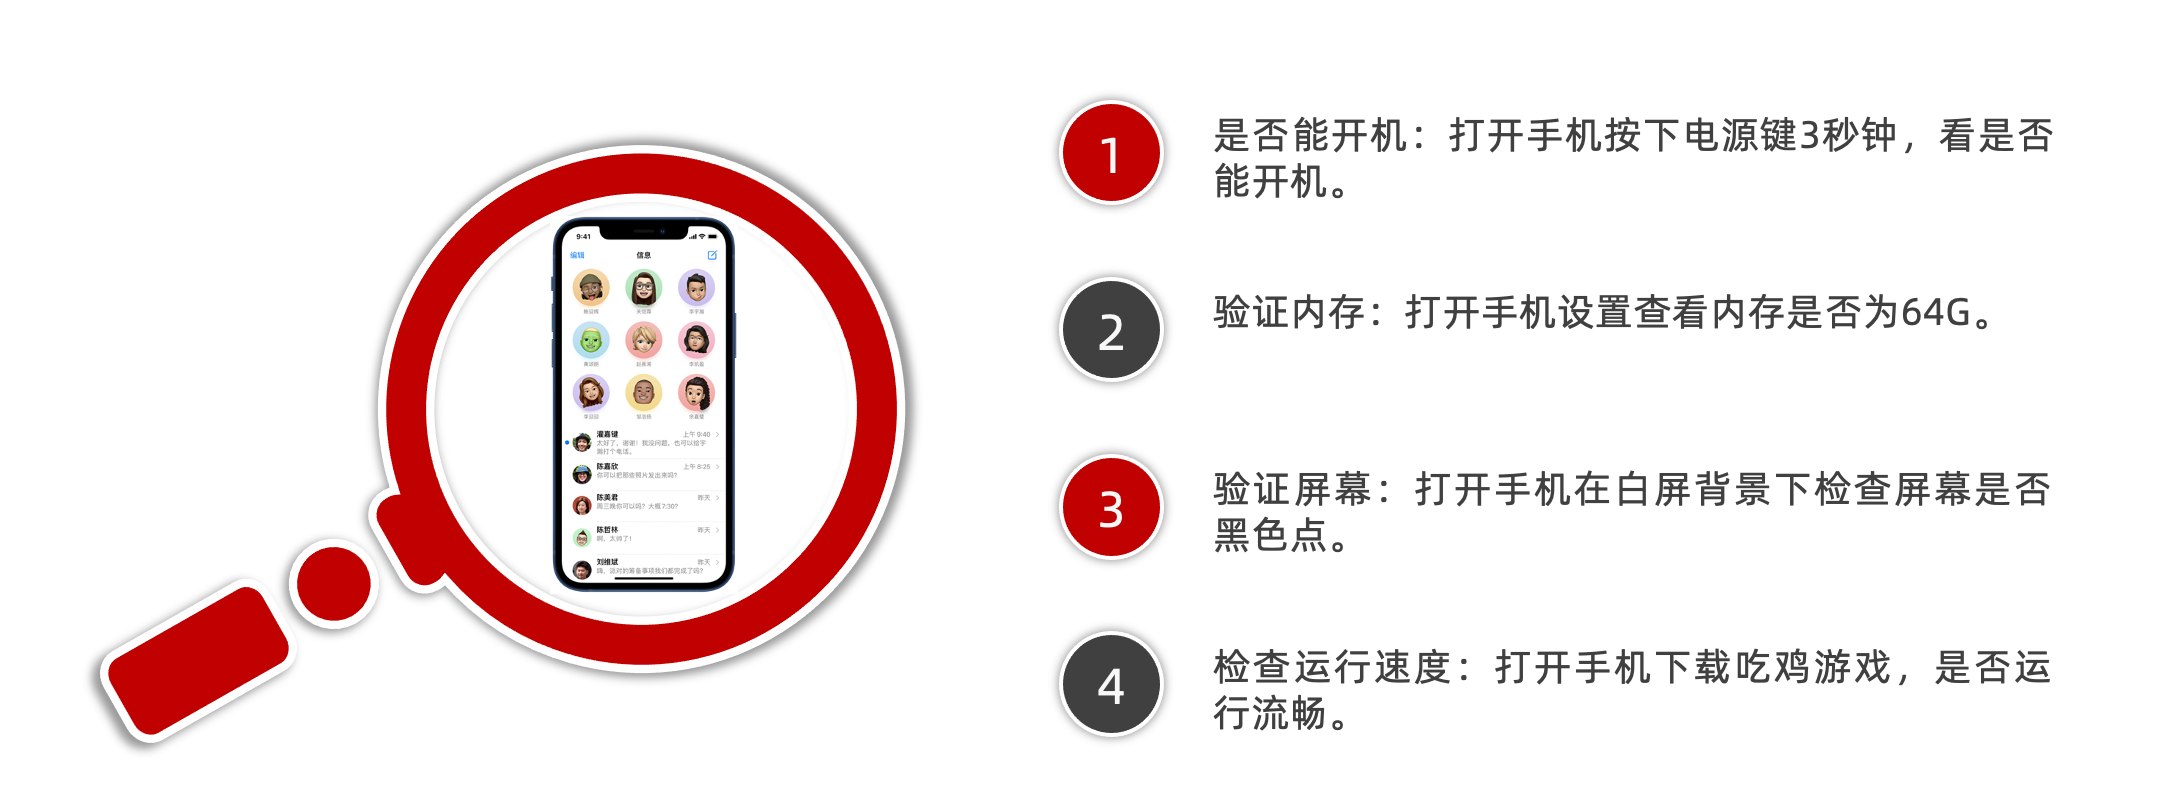 9:41
编辑
信息
灌嘉键
上午 9:40
太好了，谢谢！我没问题，也可以给宇
瀚打个电话。
陈嘉欣
上午 8:25
你可以把那些照片发出来吗？
陈美君
昨天
周三晚你可以吗？大概 7:30？
陈哲林
昨天
啊，太帅了！
刘维斌
昨天
嗨，派对的筹备事项我们都完成了吗？
1
是否能开机：打开手机按下电源键3秒钟，看是否
能开机。
2
验证内存：打开手机设置查看内存是否为64G。
3
验证屏幕：打开手机在白屏背景下检查屏幕是否
黑色点。
4
检查运行速度：打开手机下载吃鸡游戏，是否运
行流畅。